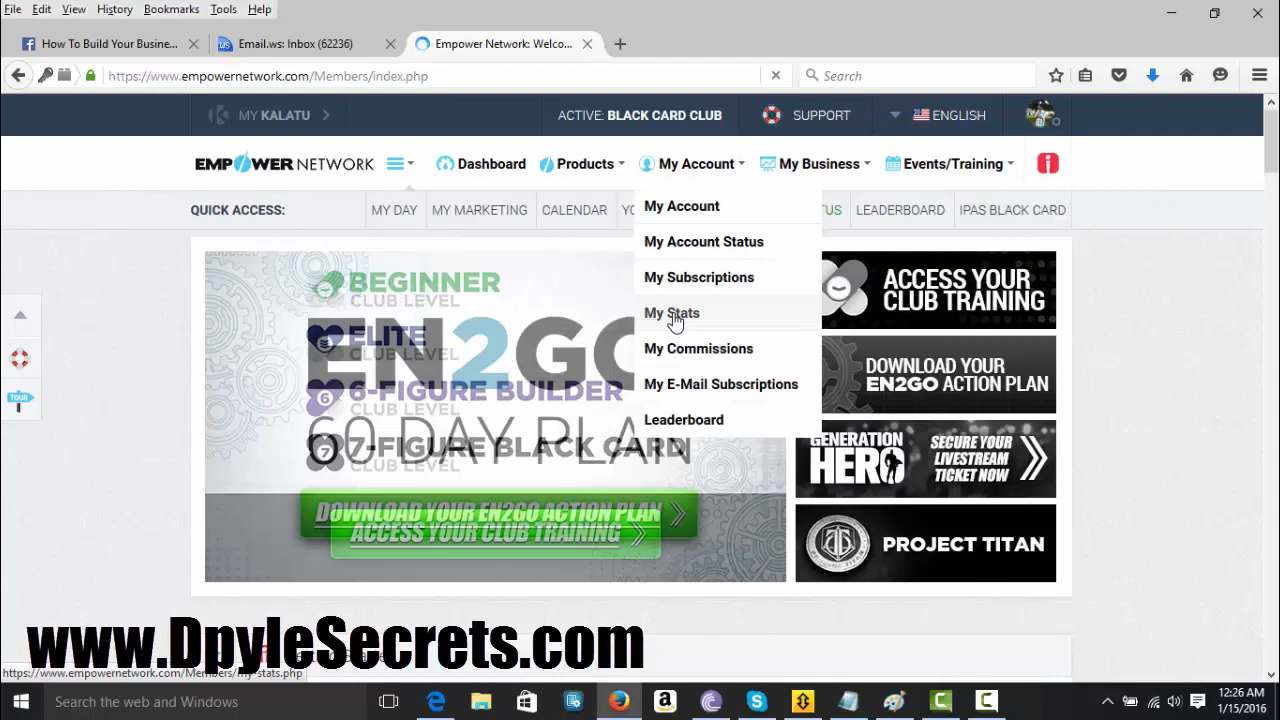 File Edit View History Bookmarks Tools Help
How To Build Your Busine...
Email.ws: Inbox (62236)
Empower Network: Welco...
https://www.empowernetwork.com/Members/index.php
Search
MY KALATU
ACTIVE: BLACK CARD CLUB
SUPPORT
ENGLISH
EMPOWER NETWORK
Dashboard
Products
My Account
My Business
Events/Training
QUICK ACCESS:
MY DAY
MY MARKETING
CALENDAR
LEADERBOARD
IPAS BLACK CARD
My Account
My Account Status
My Subscriptions
My Stats
My Commissions
My E-Mail Subscriptions
Leaderboard
BEGINNER
CLUB LEVEL
EN2GO
ELITE
CLUB LEVEL
6-FIGURE BUILDER
CLUB LEVEL
60 DAY PLAN
7-FIGURE BLACK CARD
CLUB LEVEL
DOWNLOAD YOUR EN2GO ACTION PLAN
ACCESS YOUR CLUB TRAINING
ACCESS YOUR
CLUB TRAINING
DOWNLOAD YOUR
EN2GO ACTION PLAN
GENERATION
HERO
SECURE YOUR
LIVESTREAM
TICKET NOW
PROJECT TITAN
TOUR
www.DpyleSecrets.com
https://www.empowernetwork.com/Members/my-stats.php
Search the web and Windows
12:26 AM
1/15/2016